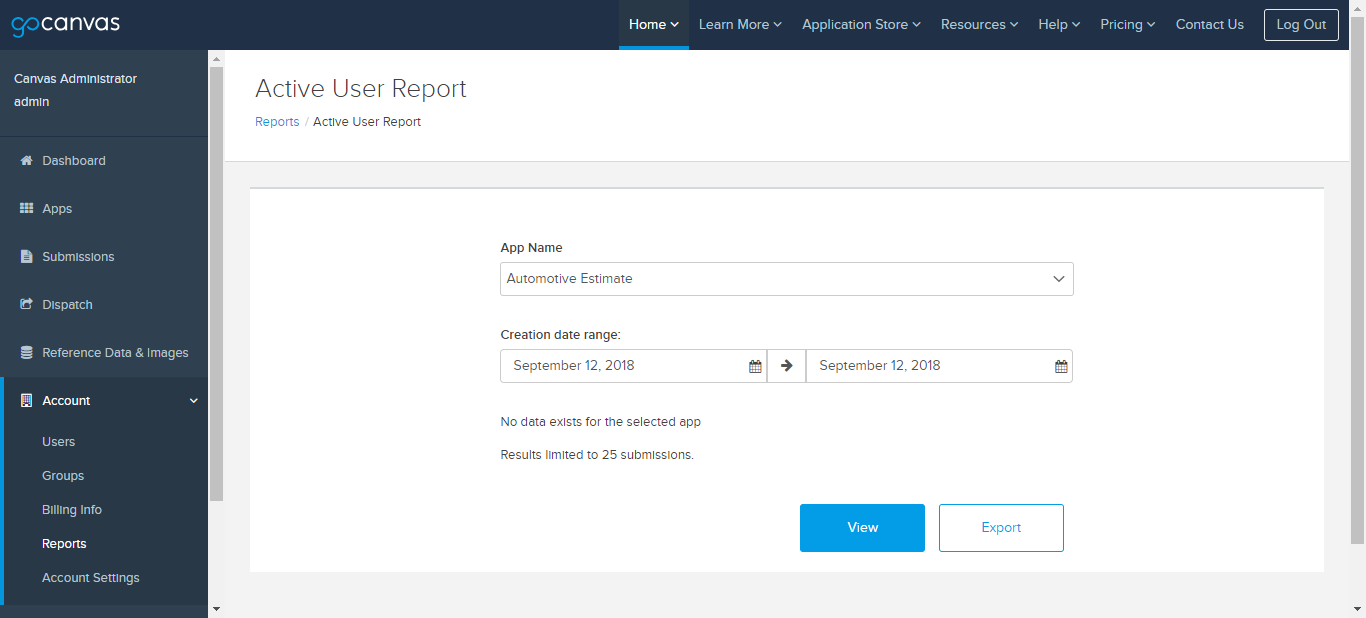 gocanvas
Home
Learn More
Application Store
Resources
Help
Pricing
Contact Us
Log Out
Canvas Administrator
admin
Dashboard
Apps
Submissions
Dispatch
Reference Data & Images
Account
Users
Groups
Billing Info
Reports
Account Settings
Active User Report
Reports / Active User Report
App Name
Automotive Estimate
Creation date range:
September 12, 2018
September 12, 2018
No data exists for the selected app
Results limited to 25 submissions.
View
Export